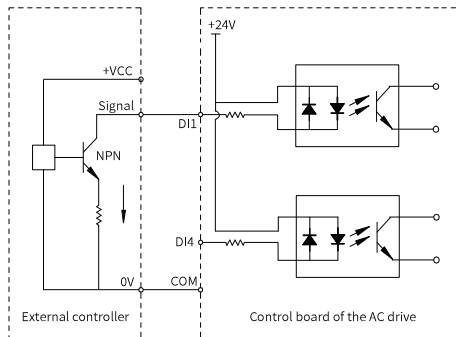 +24V
+VCC
Signal
DI1
NPN
DI4
0V
COM
External controller
Control board of the AC drive